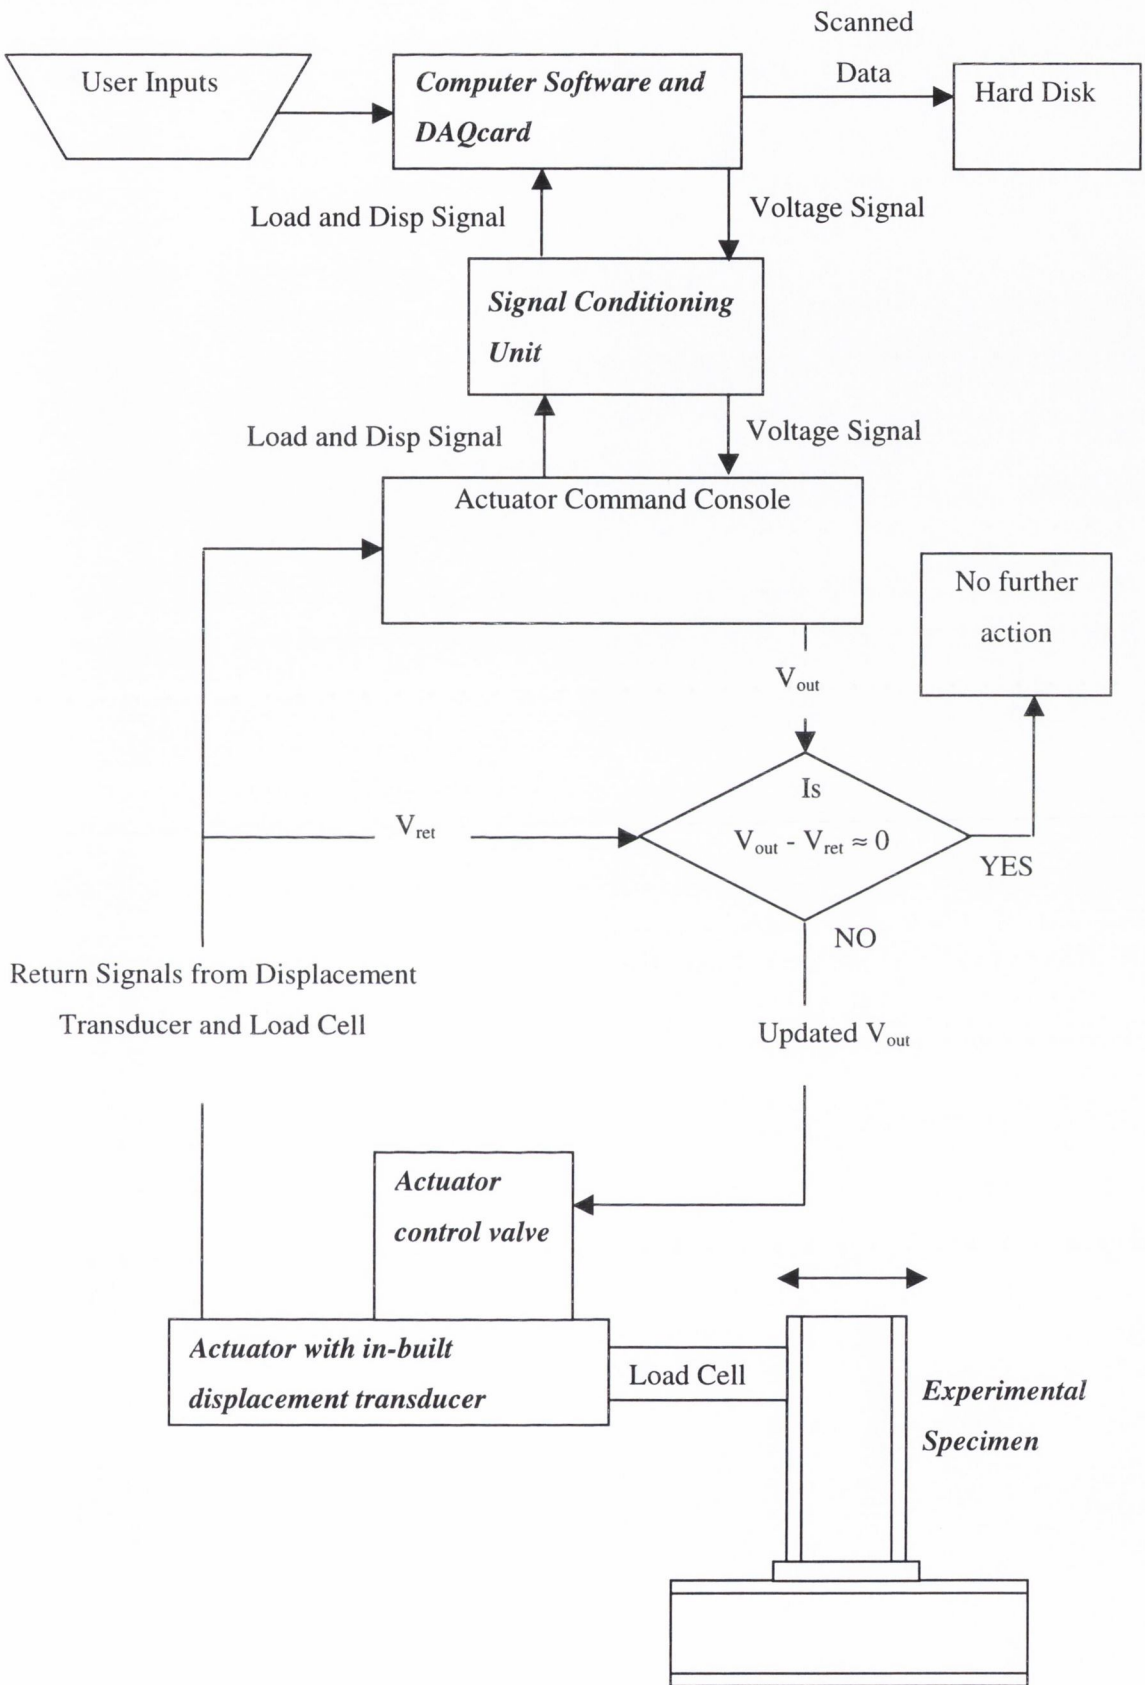 Scanned
Data
User Inputs
Computer Software and
DAQcard
Hard Disk
Load and Disp Signal
Voltage Signal
Signal Conditioning
Unit
Load and Disp Signal
Voltage Signal
Actuator Command Console
No further
action
Vout
Is
Vout - Vret ≈ 0
Vret
YES
NO
Return Signals from Displacement
Transducer and Load Cell
Updated Vout
Actuator
control valve
Actuator with in-built
displacement transducer
Load Cell
Experimental
Specimen